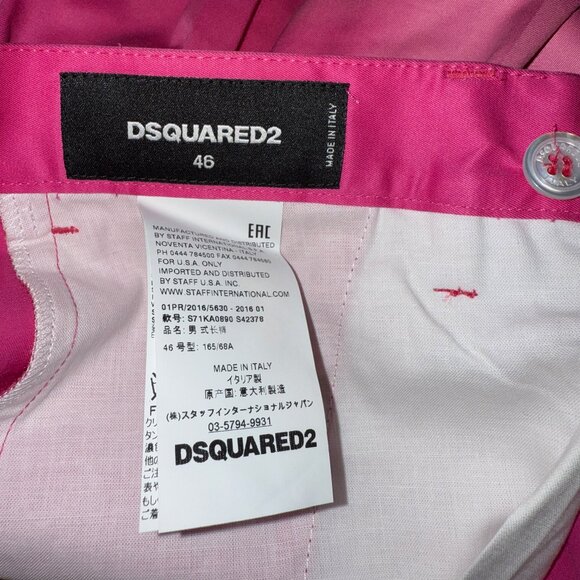 DSQUARED2
46
MADE IN ITALY
EAC
MANUFACTURED AND DISTRIBUTED
BY STAFF INTERNATIONAL S.P.A.
NOVENTA VICENTINA - ITALY
PH 0444 784500 FAX 0444 784680
FOR U.S.A. ONLY
IMPORTED AND DISTRIBUTED
BY STAFF U.S.A. INC.
WWW.STAFFINTERNATIONAL.COM
01PR/2016/5630 - 2016 01
款号: S71KA0890 S42378
品名: 男式长裤
46 号型: 165/68A
MADE IN ITALY
イタリア製
原产国: 意大利制造
(株)スタッフインターナショナルジャパン
03-5794-9931
DSQUARED2